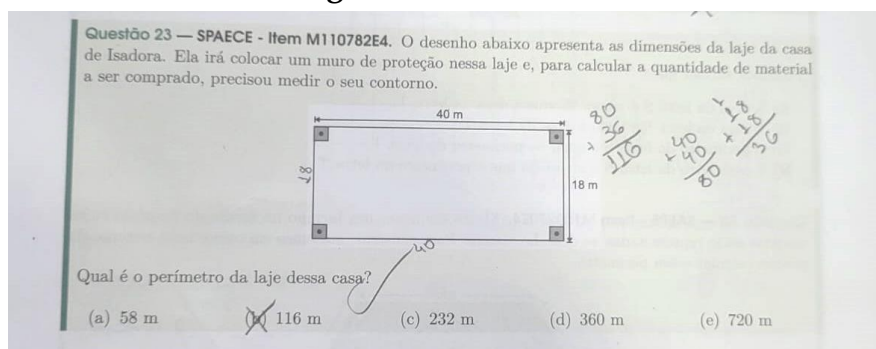 Questão 23 — SPAECE - Item M110782E4. O desenho abaixo apresenta as dimensões da laje da casa
de Isadora. Ela irá colocar um muro de proteção nessa laje e, para calcular a quantidade de material
a ser comprado, precisou medir o seu contorno.
40 m
80
36
+
116
40
+ 40
80
18
+ 18
36
18
18 m
40
Qual é o perímetro da laje dessa casa?
(a) 58 m
(b) 116 m
(c) 232 m
(d) 360 m
(e) 720 m